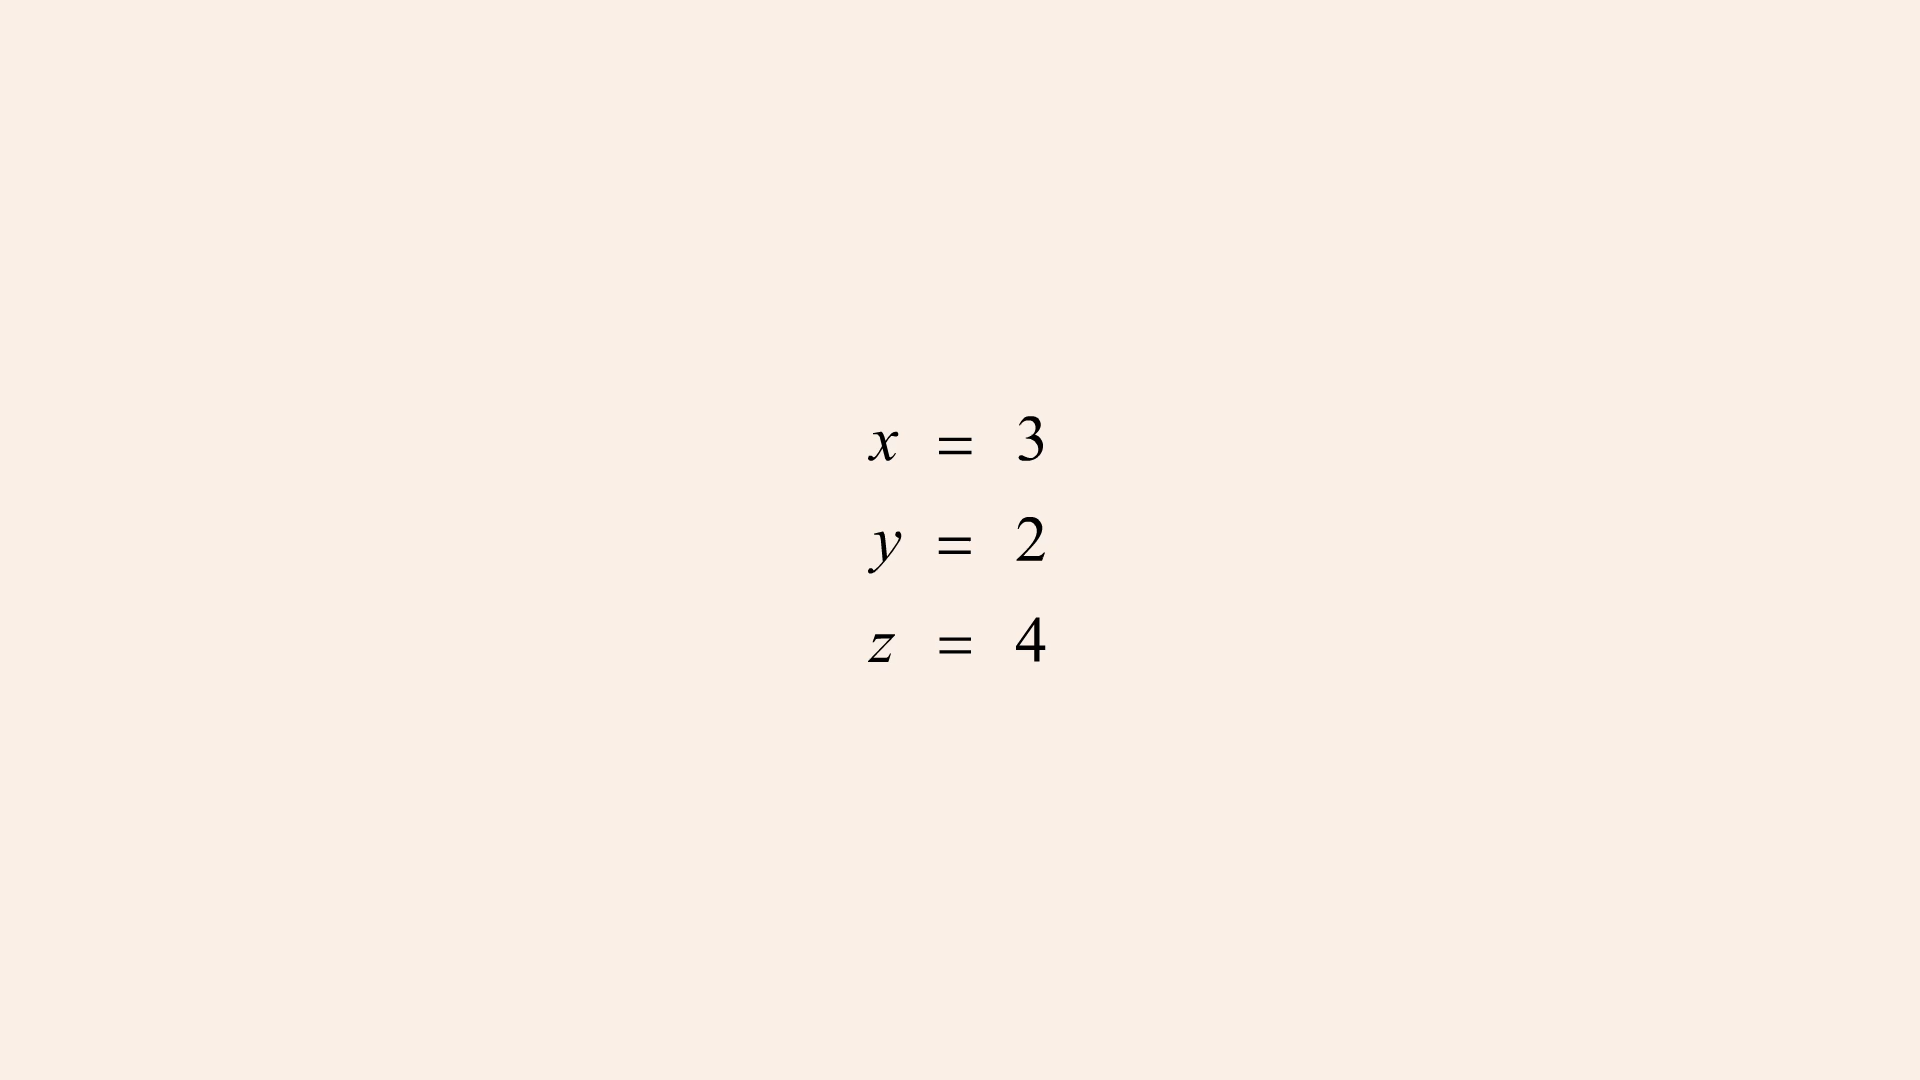 x = 3
y = 2
z = 4